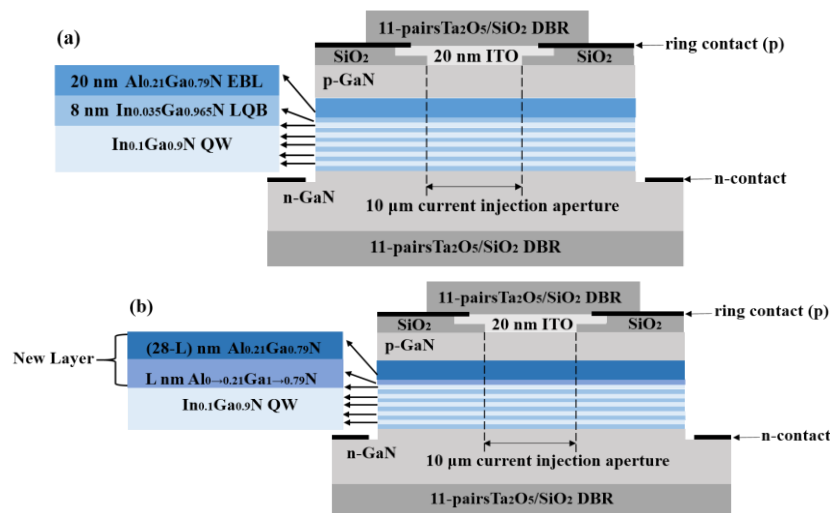 (a)
11-pairsTa₂O₅/SiO₂ DBR
ring contact (p)
SiO₂
20 nm ITO
SiO₂
20 nm Al₀.₂₁Ga₀.₇₉N EBL
p-GaN
8 nm In₀.₀₃₅Ga₀.₉₆₅N LQB
In₀.₁Ga₀.₉N QW
n-contact
n-GaN
10 μm current injection aperture
11-pairsTa₂O₅/SiO₂ DBR
(b)
11-pairsTa₂O₅/SiO₂ DBR
ring contact (p)
SiO₂
20 nm ITO
SiO₂
New Layer
(28-L) nm Al₀.₂₁Ga₀.₇₉N
p-GaN
L nm Al₀→₀.₂₁Ga₁→₀.₇₉N
In₀.₁Ga₀.₉N QW
n-contact
n-GaN
10 μm current injection aperture
11-pairsTa₂O₅/SiO₂ DBR